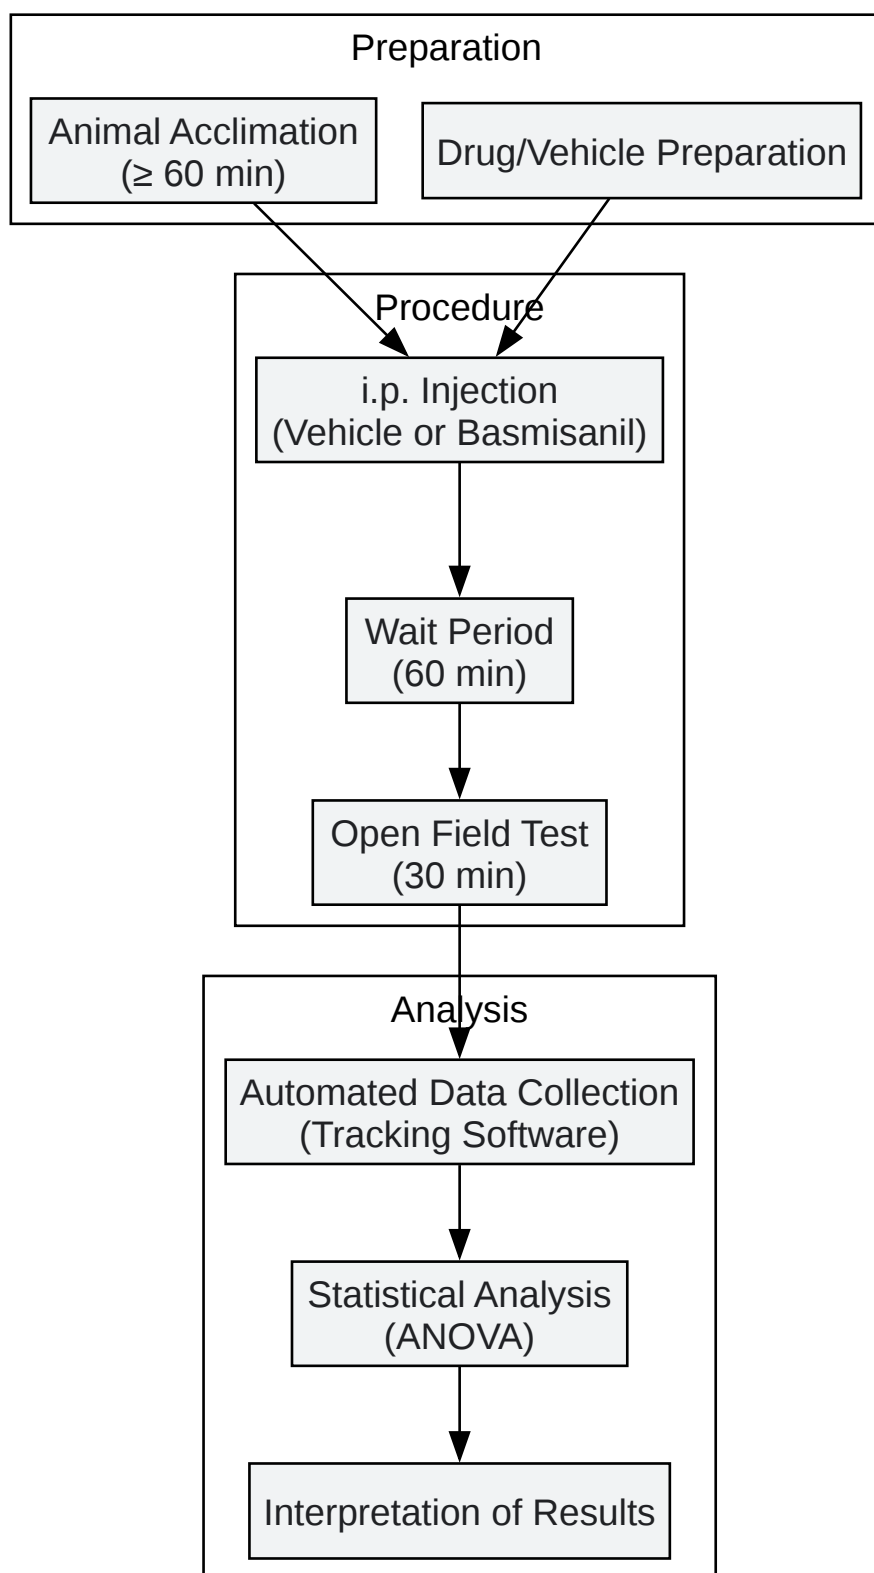 Preparation
Animal Acclimation
(≥ 60 min)
Drug/Vehicle Preparation
Procedure
i.p. Injection
(Vehicle or Basmisanil)
Wait Period
(60 min)
Open Field Test
(30 min)
Analysis
Automated Data Collection
(Tracking Software)
Statistical Analysis
(ANOVA)
Interpretation of Results